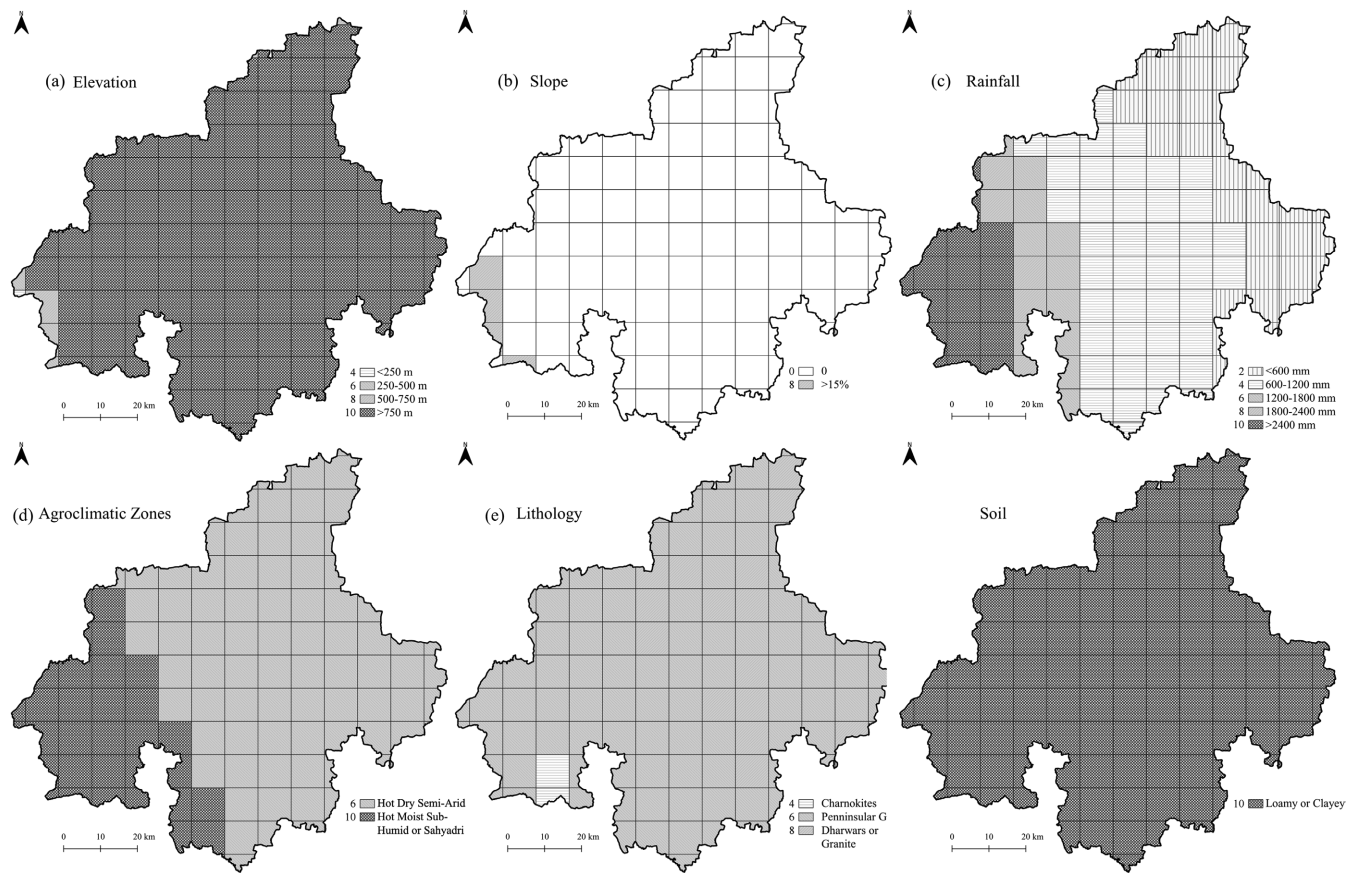 N
(a) Elevation
4 <250 m
6 250-500 m
8 500-750 m
10 >750 m
0 10 20 km
N
(b) Slope
0 0
8 >15%
0 10 20 km
N
(c) Rainfall
2 <600 mm
4 600-1200 mm
6 1200-1800 mm
8 1800-2400 mm
10 >2400 mm
0 10 20 km
N
(d) Agroclimatic Zones
6 Hot Dry Semi-Arid
10 Hot Moist Sub-
Humid or Sahyadri
0 10 20 km
N
(e) Lithology
4 Charnokites
6 Penninsular G
8 Dharwars or
Granite
0 10 20 km
N
Soil
10 Loamy or Clayey
0 10 20 km